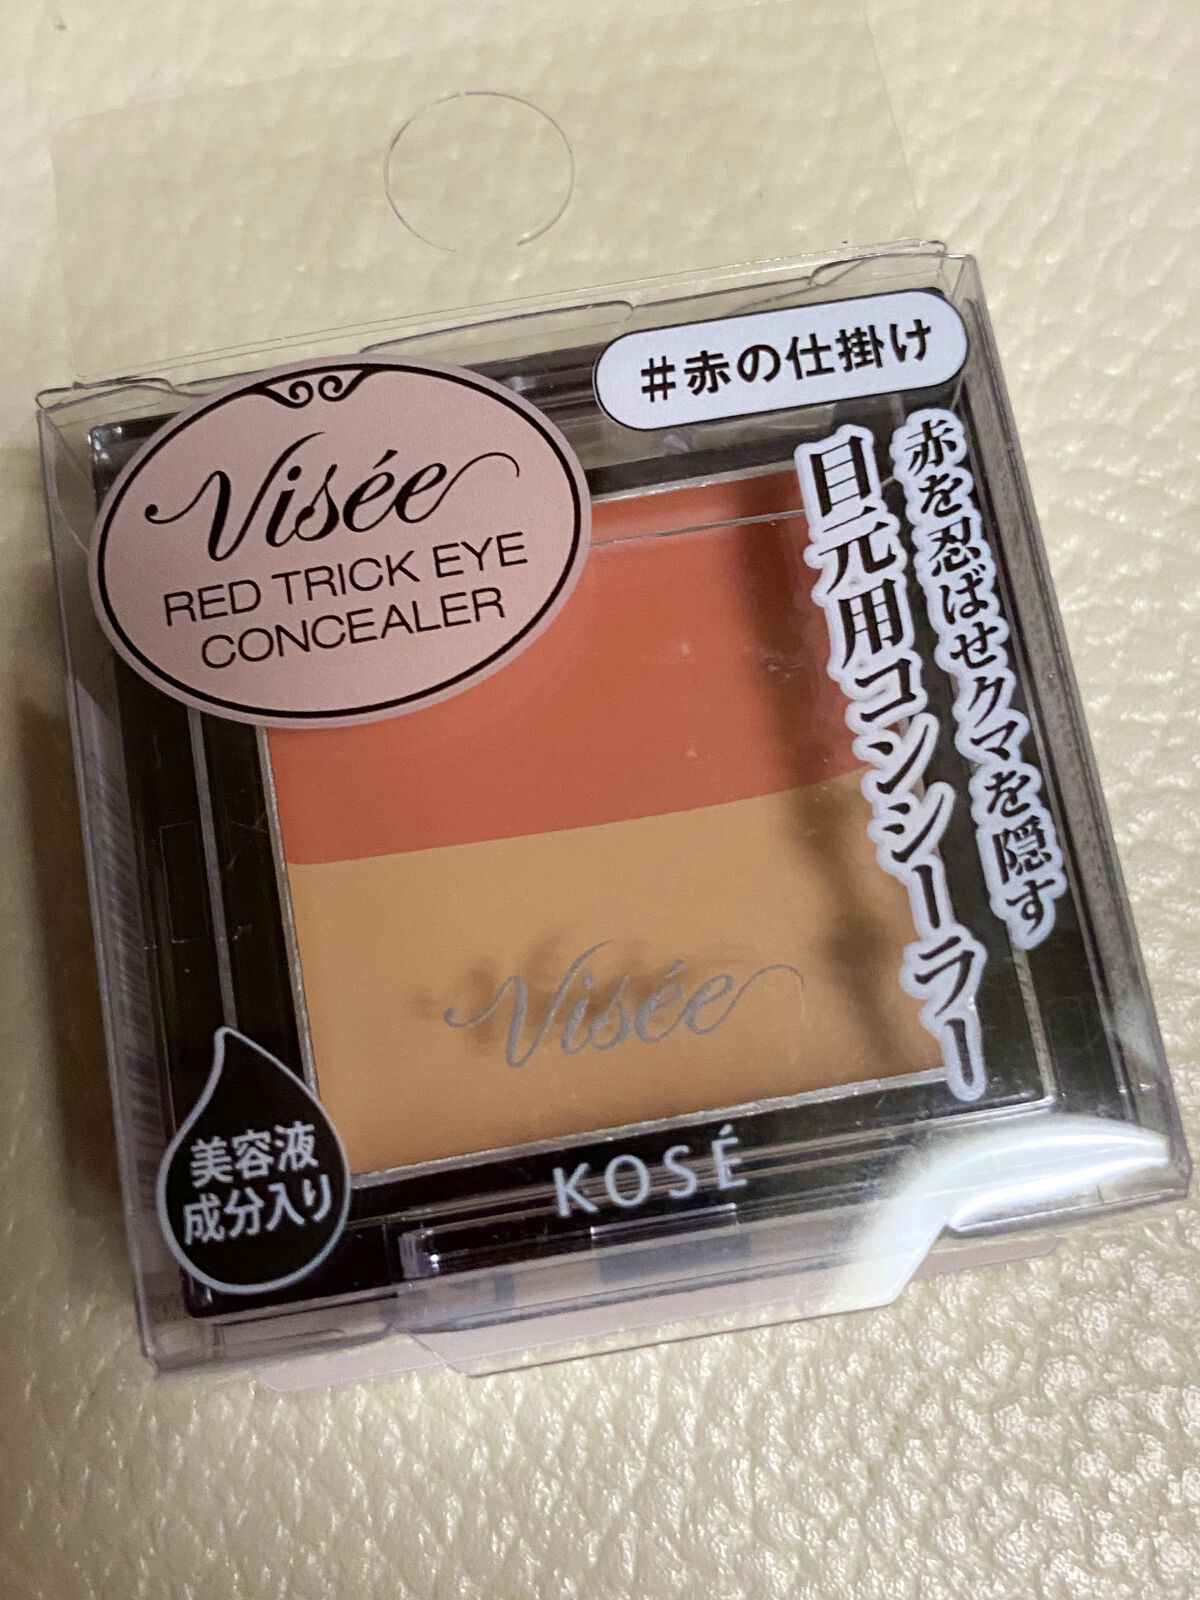 #赤の仕掛け
Visée
RED TRICK EYE
CONCEALER
赤を忍ばせクマを隠す
目元用コンシーラー
Visée
美容液
成分入り
KOSÉ